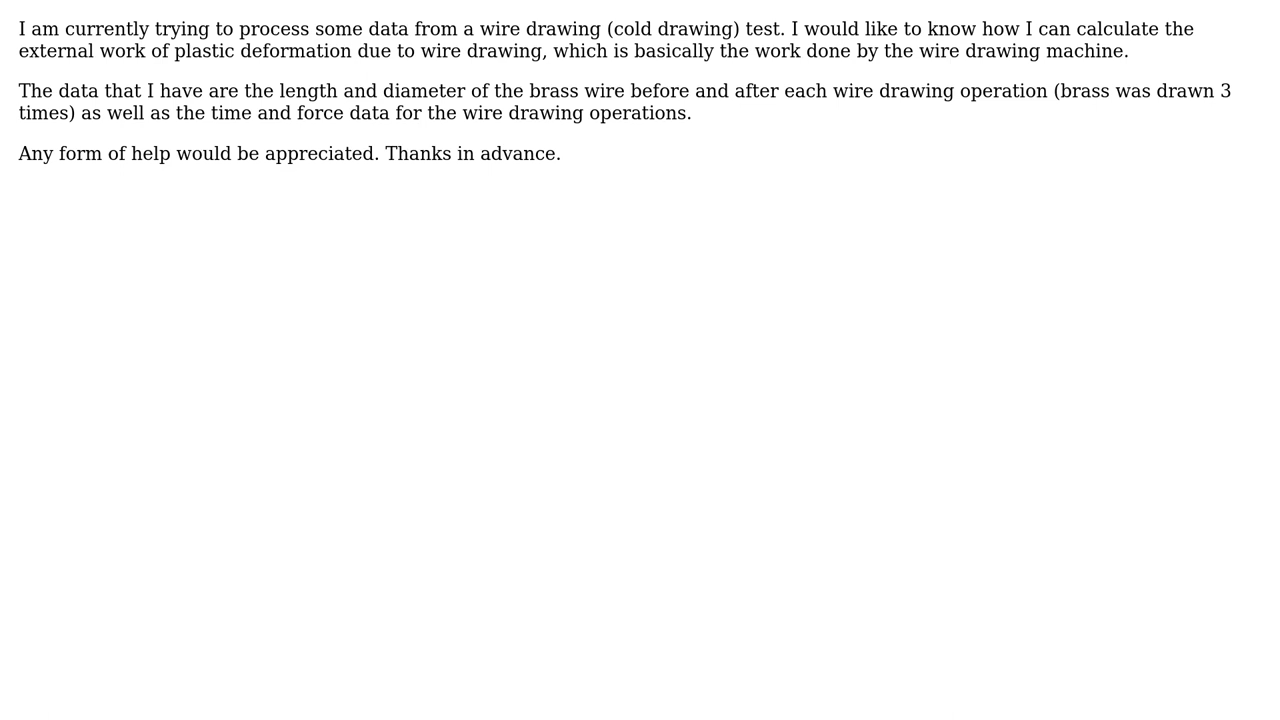 I am currently trying to process some data from a wire drawing (cold drawing) test. I would like to know how I can calculate the
external work of plastic deformation due to wire drawing, which is basically the work done by the wire drawing machine.
The data that I have are the length and diameter of the brass wire before and after each wire drawing operation (brass was drawn 3
times) as well as the time and force data for the wire drawing operations.
Any form of help would be appreciated. Thanks in advance.